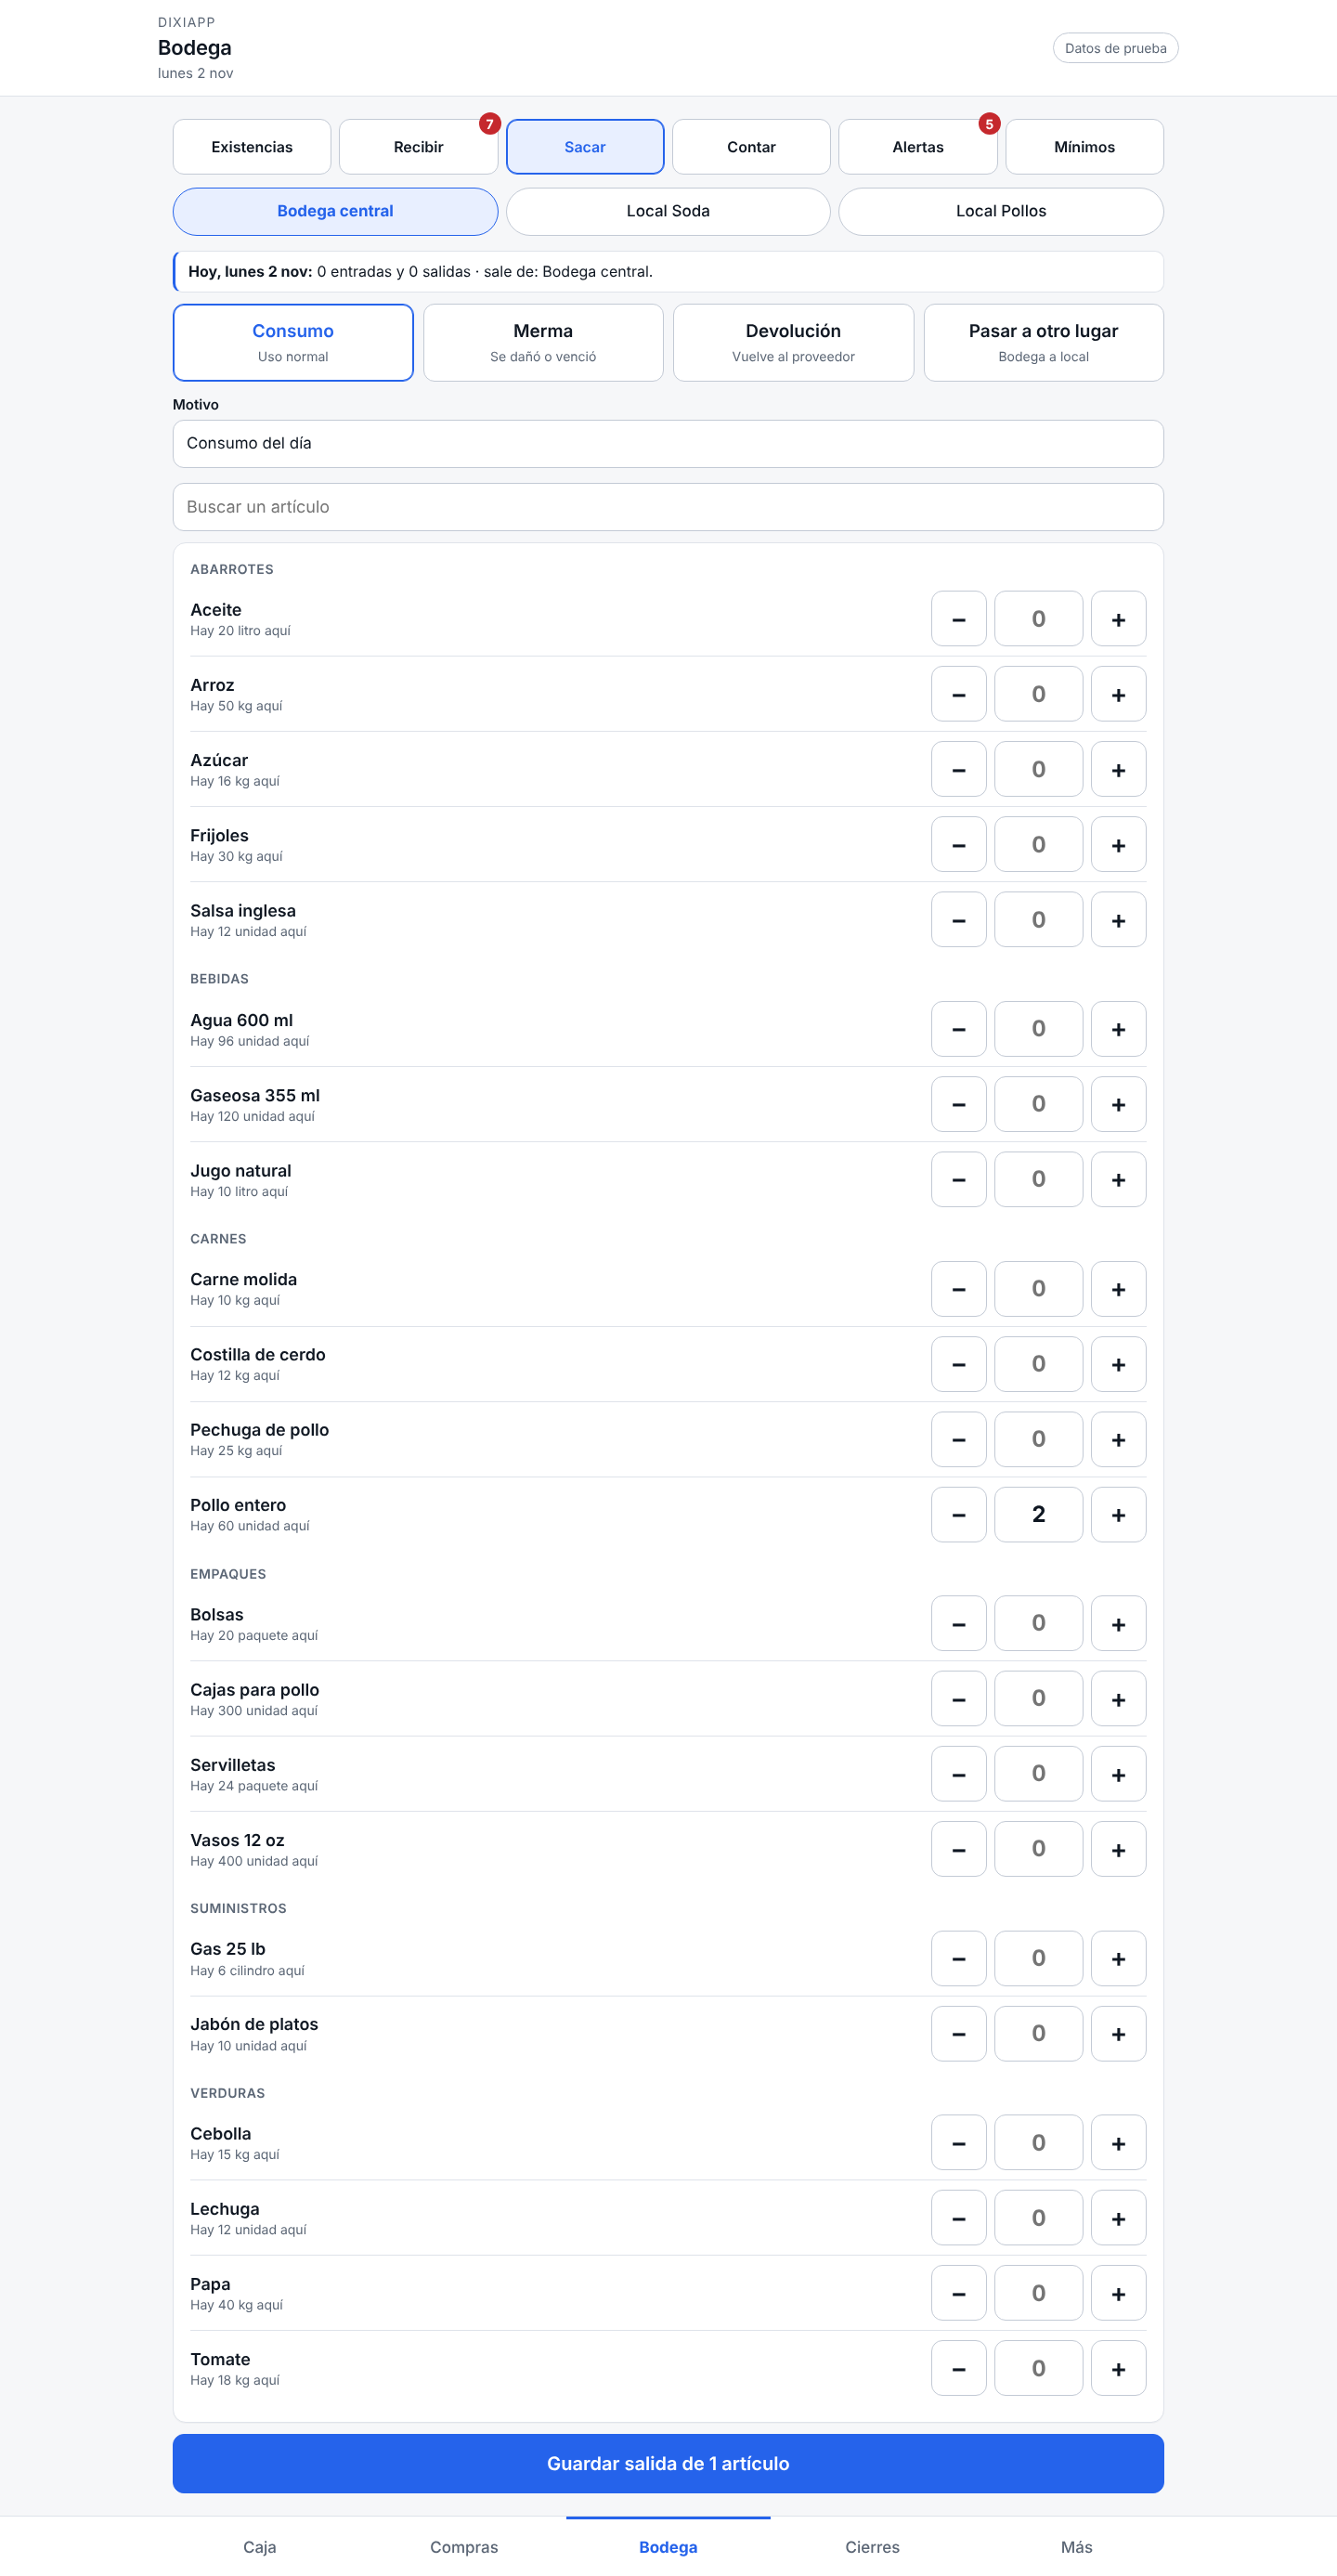 DIXIAPP
Bodega
lunes 2 nov
Datos de prueba
Existencias
Recibir
7
Sacar
Contar
Alertas
5
Mínimos
Bodega central
Local Soda
Local Pollos
Hoy, lunes 2 nov: 0 entradas y 0 salidas · sale de: Bodega central.
Consumo
Uso normal
Merma
Se dañó o venció
Devolución
Vuelve al proveedor
Pasar a otro lugar
Bodega a local
Motivo
Consumo del día
Buscar un artículo
ABARROTES
Aceite
Hay 20 litro aquí
− 0 +
Arroz
Hay 50 kg aquí
− 0 +
Azúcar
Hay 16 kg aquí
− 0 +
Frijoles
Hay 30 kg aquí
− 0 +
Salsa inglesa
Hay 12 unidad aquí
− 0 +
BEBIDAS
Agua 600 ml
Hay 96 unidad aquí
− 0 +
Gaseosa 355 ml
Hay 120 unidad aquí
− 0 +
Jugo natural
Hay 10 litro aquí
− 0 +
CARNES
Carne molida
Hay 10 kg aquí
− 0 +
Costilla de cerdo
Hay 12 kg aquí
− 0 +
Pechuga de pollo
Hay 25 kg aquí
− 0 +
Pollo entero
Hay 60 unidad aquí
− 2 +
EMPAQUES
Bolsas
Hay 20 paquete aquí
− 0 +
Cajas para pollo
Hay 300 unidad aquí
− 0 +
Servilletas
Hay 24 paquete aquí
− 0 +
Vasos 12 oz
Hay 400 unidad aquí
− 0 +
SUMINISTROS
Gas 25 lb
Hay 6 cilindro aquí
− 0 +
Jabón de platos
Hay 10 unidad aquí
− 0 +
VERDURAS
Cebolla
Hay 15 kg aquí
− 0 +
Lechuga
Hay 12 unidad aquí
− 0 +
Papa
Hay 40 kg aquí
− 0 +
Tomate
Hay 18 kg aquí
− 0 +
Guardar salida de 1 artículo
Caja
Compras
Bodega
Cierres
Más